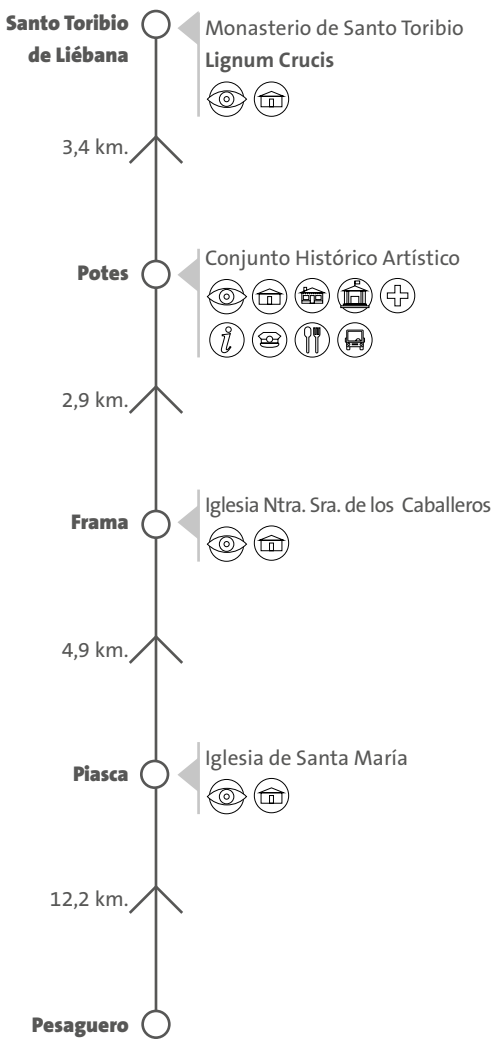 Santo Toribio
de Liébana
Monasterio de Santo Toribio
Lignum Crucis
3,4 km.
Potes
Conjunto Histórico Artístico
i
2,9 km.
Frama
Iglesia Ntra. Sra. de los Caballeros
4,9 km.
Piasca
Iglesia de Santa María
12,2 km.
Pesaguero